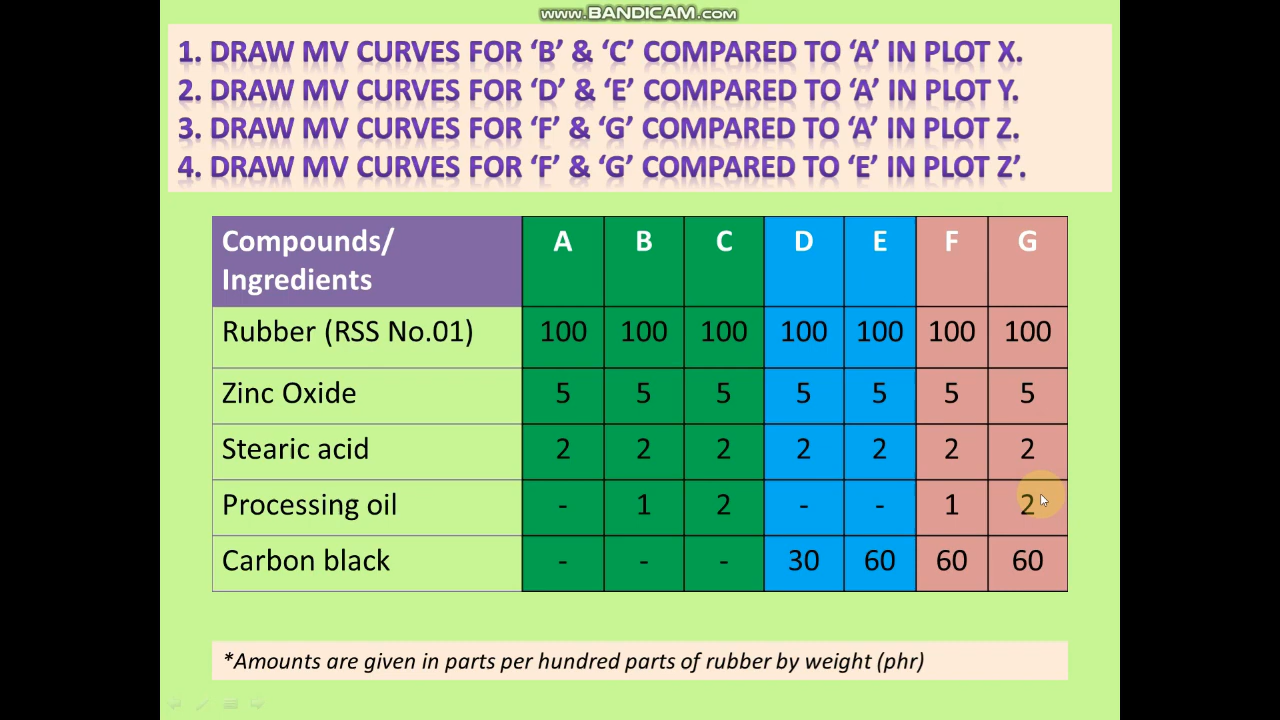 www.BANDICAM.com
1. DRAW MV CURVES FOR ‘B’ & ‘C’ COMPARED TO ‘A’ IN PLOT X.
2. DRAW MV CURVES FOR ‘D’ & ‘E’ COMPARED TO ‘A’ IN PLOT Y.
3. DRAW MV CURVES FOR ‘F’ & ‘G’ COMPARED TO ‘A’ IN PLOT Z.
4. DRAW MV CURVES FOR ‘F’ & ‘G’ COMPARED TO ‘E’ IN PLOT Z’.
Compounds/ A B C D E F G
Ingredients
Rubber (RSS No.01) 100 100 100 100 100 100 100
Zinc Oxide 5 5 5 5 5 5 5
Stearic acid 2 2 2 2 2 2 2
Processing oil - 1 2 - - 1 2
Carbon black - - - 30 60 60 60
*Amounts are given in parts per hundred parts of rubber by weight (phr)